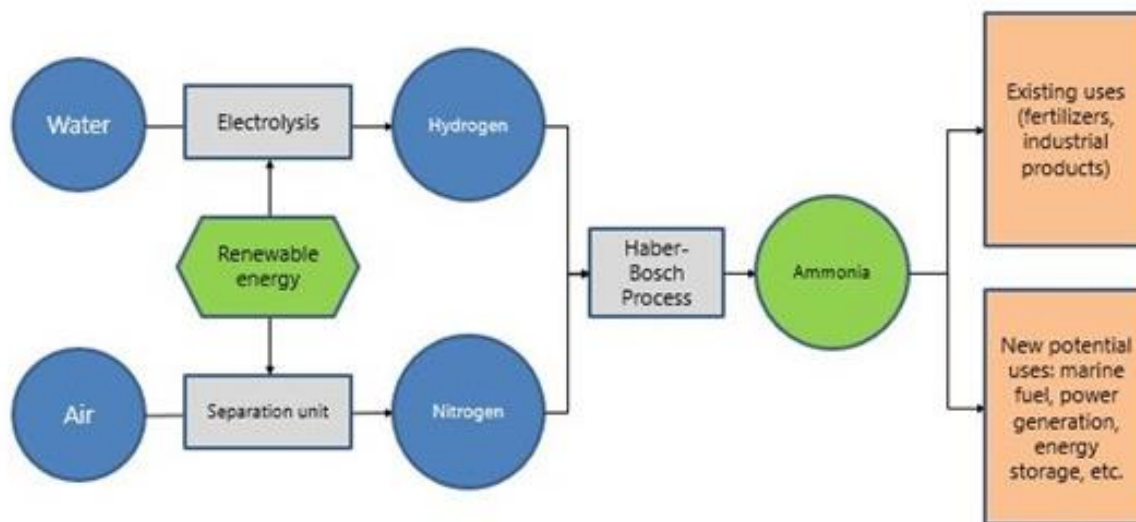 Water
Electrolysis
Hydrogen
Renewable
energy
Air
Separation unit
Nitrogen
Haber-
Bosch
Process
Ammonia
Existing uses
(fertilizers,
industrial
products)
New potential
uses: marine
fuel, power
generation,
energy
storage, etc.